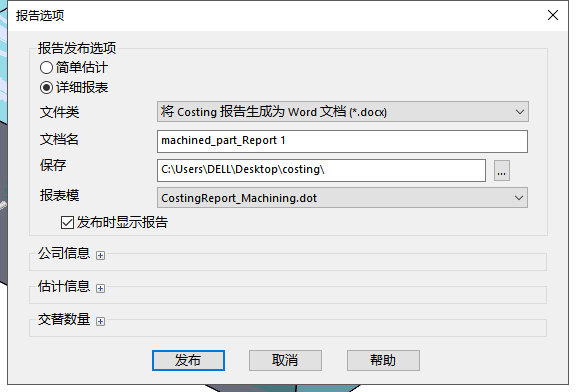 报告选项
报告发布选项
简单估计
详细报表
文件类
将 Costing 报告生成为 Word 文档 (*.docx)
文档名
machined_part_Report 1
保存
C:\Users\DELL\Desktop\costing\
...
报表模
CostingReport_Machining.dot
发布时显示报告
公司信息
估计信息
交替数量
发布
取消
帮助